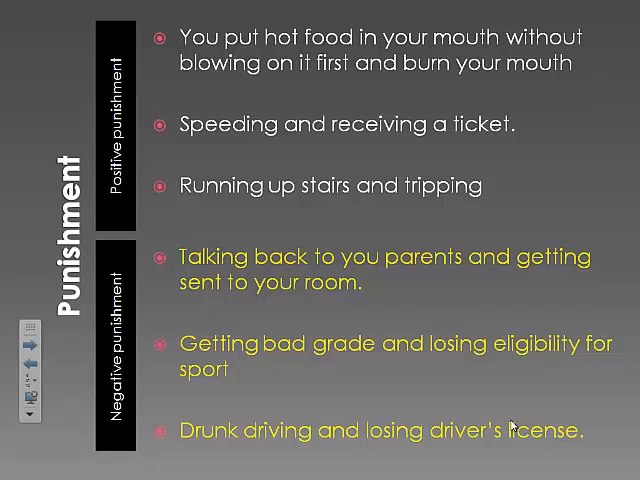 Punishment
Positive punishment
You put hot food in your mouth without
blowing on it first and burn your mouth
Speeding and receiving a ticket.
Running up stairs and tripping
Negative punishment
Talking back to you parents and getting
sent to your room.
Getting bad grade and losing eligibility for
sport
Drunk driving and losing driver's license.